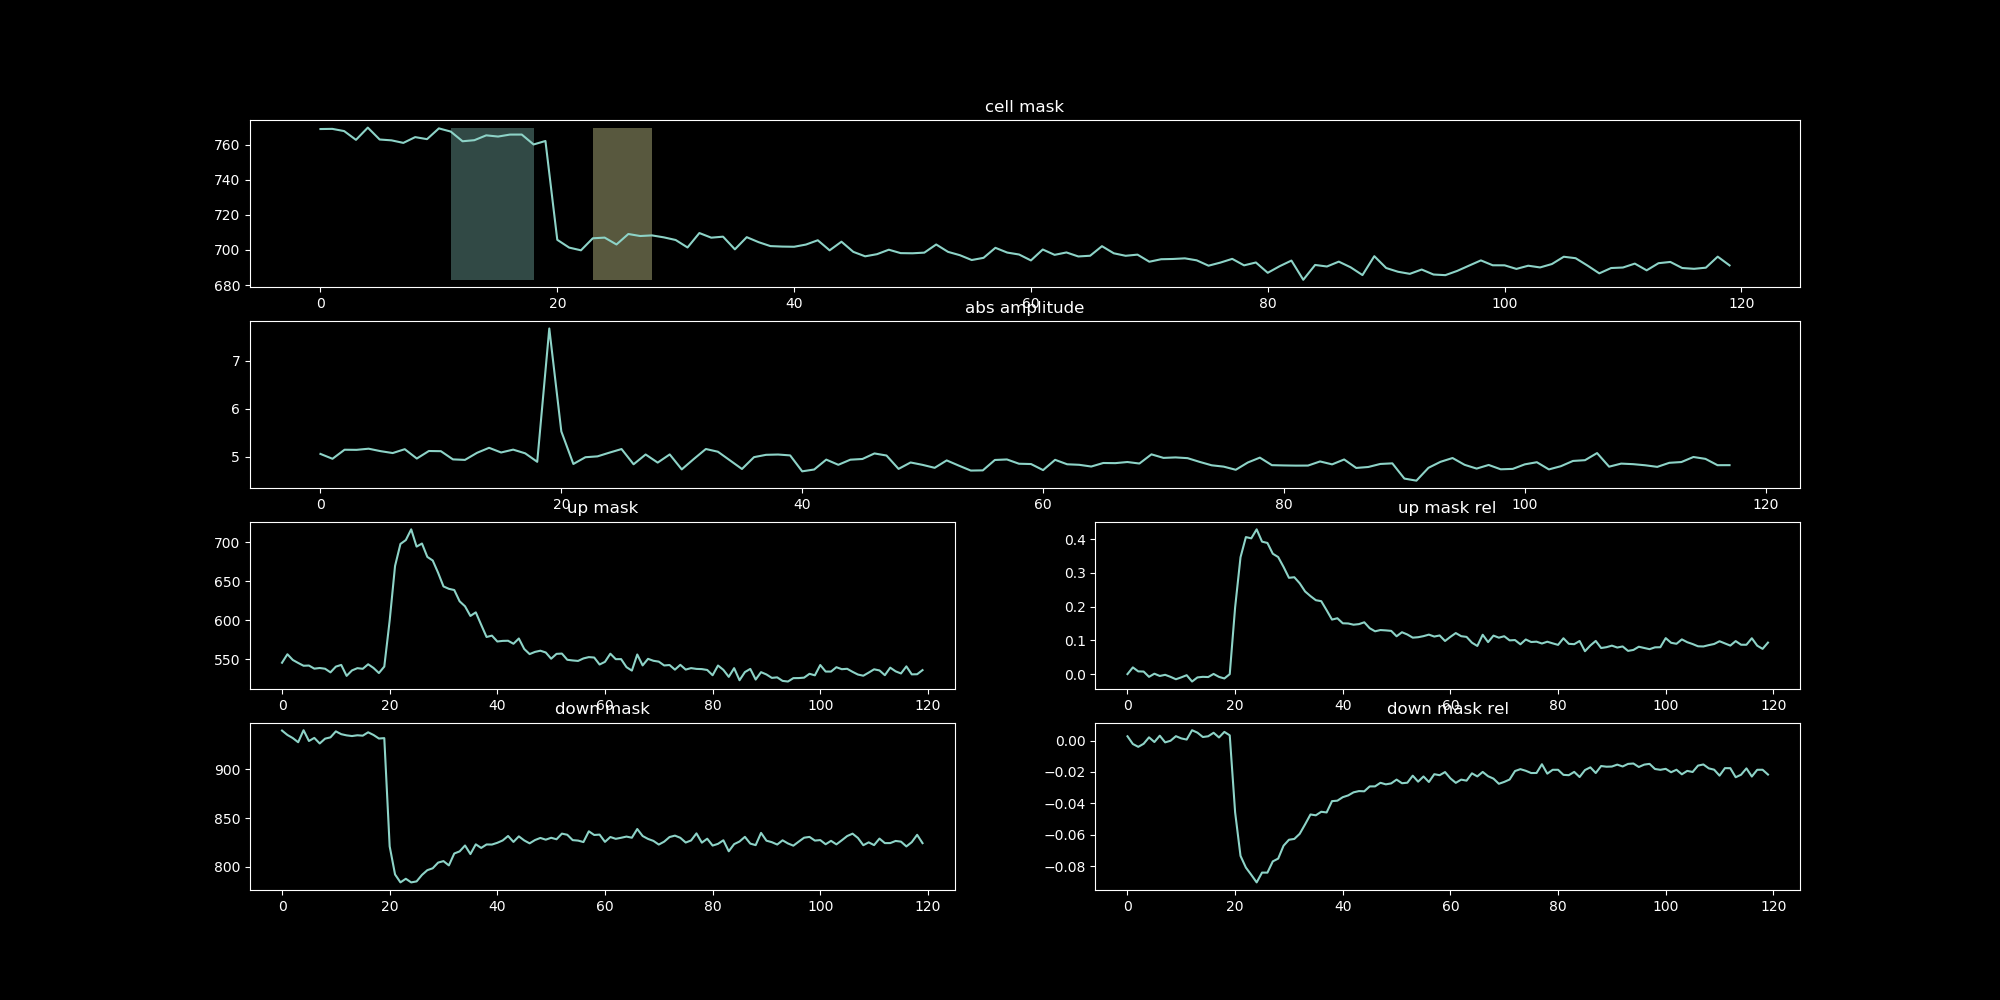 cell mask
760
740
720
700
680
0 20 40 60 80 100 120
abs amplitude
7
6
5
0 20 40 60 80 100 120
up mask
700
650
600
550
0 20 40 60 80 100 120
up mask rel
0.4
0.3
0.2
0.1
0.0
0 20 40 60 80 100 120
down mask
900
850
800
0 20 40 60 80 100 120
down mask rel
0.00
−0.02
−0.04
−0.06
−0.08
0 20 40 60 80 100 120